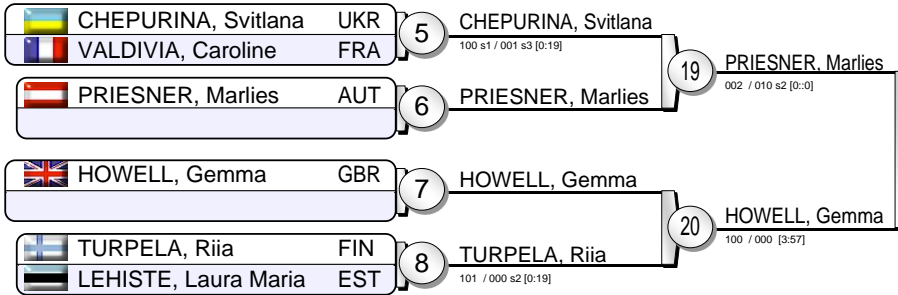 CHEPURINA, Svitlana UKR
VALDIVIA, Caroline FRA
5
CHEPURINA, Svitlana
100 s1 / 001 s3 [0:19]
PRIESNER, Marlies AUT
6
PRIESNER, Marlies
19
PRIESNER, Marlies
002 / 010 s2 [0::0]
HOWELL, Gemma GBR
7
HOWELL, Gemma
TURPELA, Riia FIN
LEHISTE, Laura Maria EST
8
TURPELA, Riia
101 / 000 s2 [0:19]
20
HOWELL, Gemma
100 / 000 [3:57]